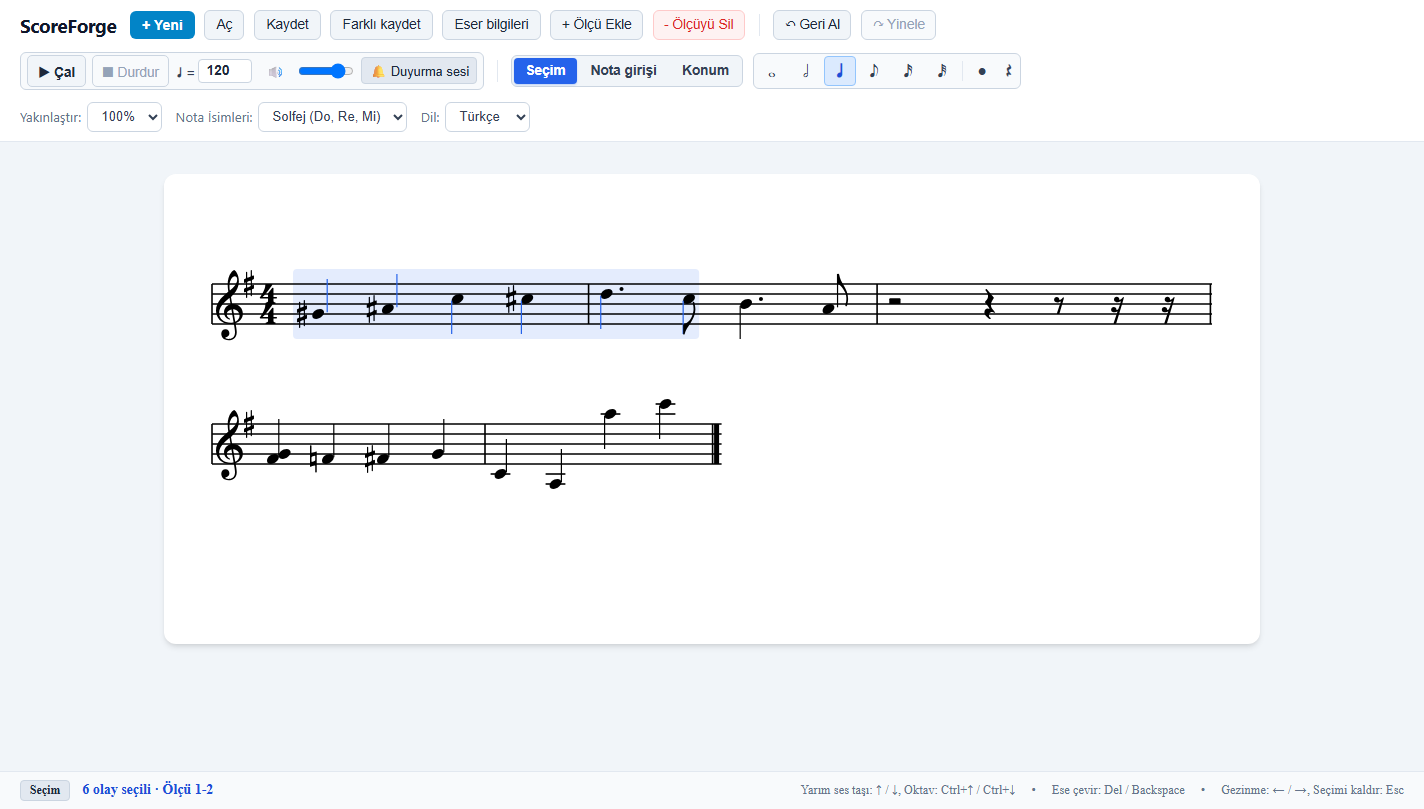 ScoreForge + Yeni Aç Kaydet Farklı kaydet Eser bilgileri + Ölçü Ekle - Ölçüyü Sil ↶ Geri Al ↷ Yinele
▶ Çal ■ Durdur ♩ = 120 🔊 🔔 Duyurma sesi Seçim Nota girişi Konum
Yakınlaştır: 100% Nota İsimleri: Solfej (Do, Re, Mi) Dil: Türkçe
4
4
Seçim 6 olay seçili · Ölçü 1-2 Yarım ses taşı: ↑ / ↓, Oktav: Ctrl+↑ / Ctrl+↓ • Ese çevir: Del / Backspace • Gezinme: ← / →, Seçimi kaldır: Esc